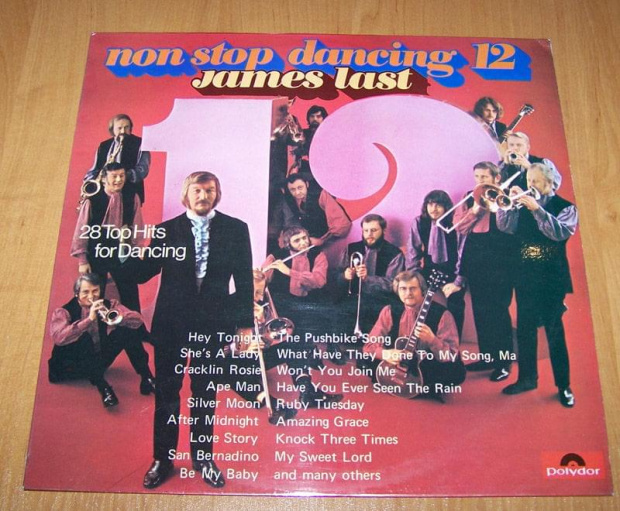 non stop dancing 12
james last
12
28 Top Hits
for Dancing
Hey Tonight The Pushbike Song
She's A Lady What Have They Done To My Song, Ma
Cracklin Rosie Won't You Join Me
Ape Man Have You Ever Seen The Rain
Silver Moon Ruby Tuesday
After Midnight Amazing Grace
Love Story Knock Three Times
San Bernadino My Sweet Lord
Be My Baby and many others
polydor